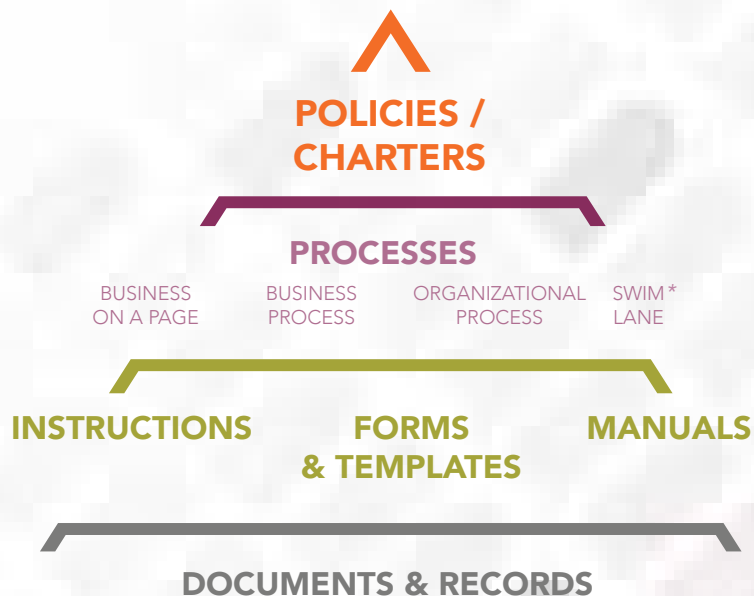 POLICIES /
CHARTERS
PROCESSES
BUSINESS
ON A PAGE
BUSINESS
PROCESS
ORGANIZATIONAL
PROCESS
SWIM*
LANE
INSTRUCTIONS
FORMS
& TEMPLATES
MANUALS
DOCUMENTS & RECORDS